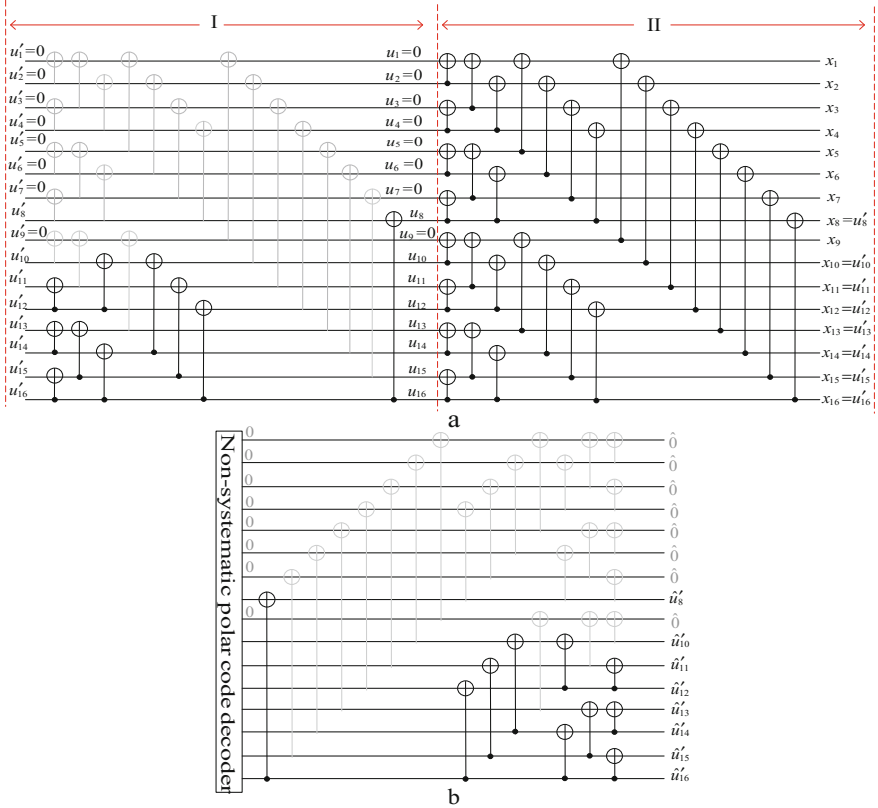 I II
u′₁=0 u₁=0 x₁
u′₂=0 u₂=0 x₂
u′₃=0 u₃=0 x₃
u′₄=0 u₄=0 x₄
u′₅=0 u₅=0 x₅
u′₆=0 u₆=0 x₆
u′₇=0 u₇=0 x₇
u′₈ u₈ x₈=u′₈
u′₉=0 u₉=0 x₉
u′₁₀ u₁₀ x₁₀=u′₁₀
u′₁₁ u₁₁ x₁₁=u′₁₁
u′₁₂ u₁₂ x₁₂=u′₁₂
u′₁₃ u₁₃ x₁₃=u′₁₃
u′₁₄ u₁₄ x₁₄=u′₁₄
u′₁₅ u₁₅ x₁₅=u′₁₅
u′₁₆ u₁₆ x₁₆=u′₁₆
a
Non-systematic polar code decoder
0 0̂
0 0̂
0 0̂
0 0̂
0 0̂
0 0̂
0 0̂
û′₈
0 0̂
û′₁₀
û′₁₁
û′₁₂
û′₁₃
û′₁₄
û′₁₅
û′₁₆
b